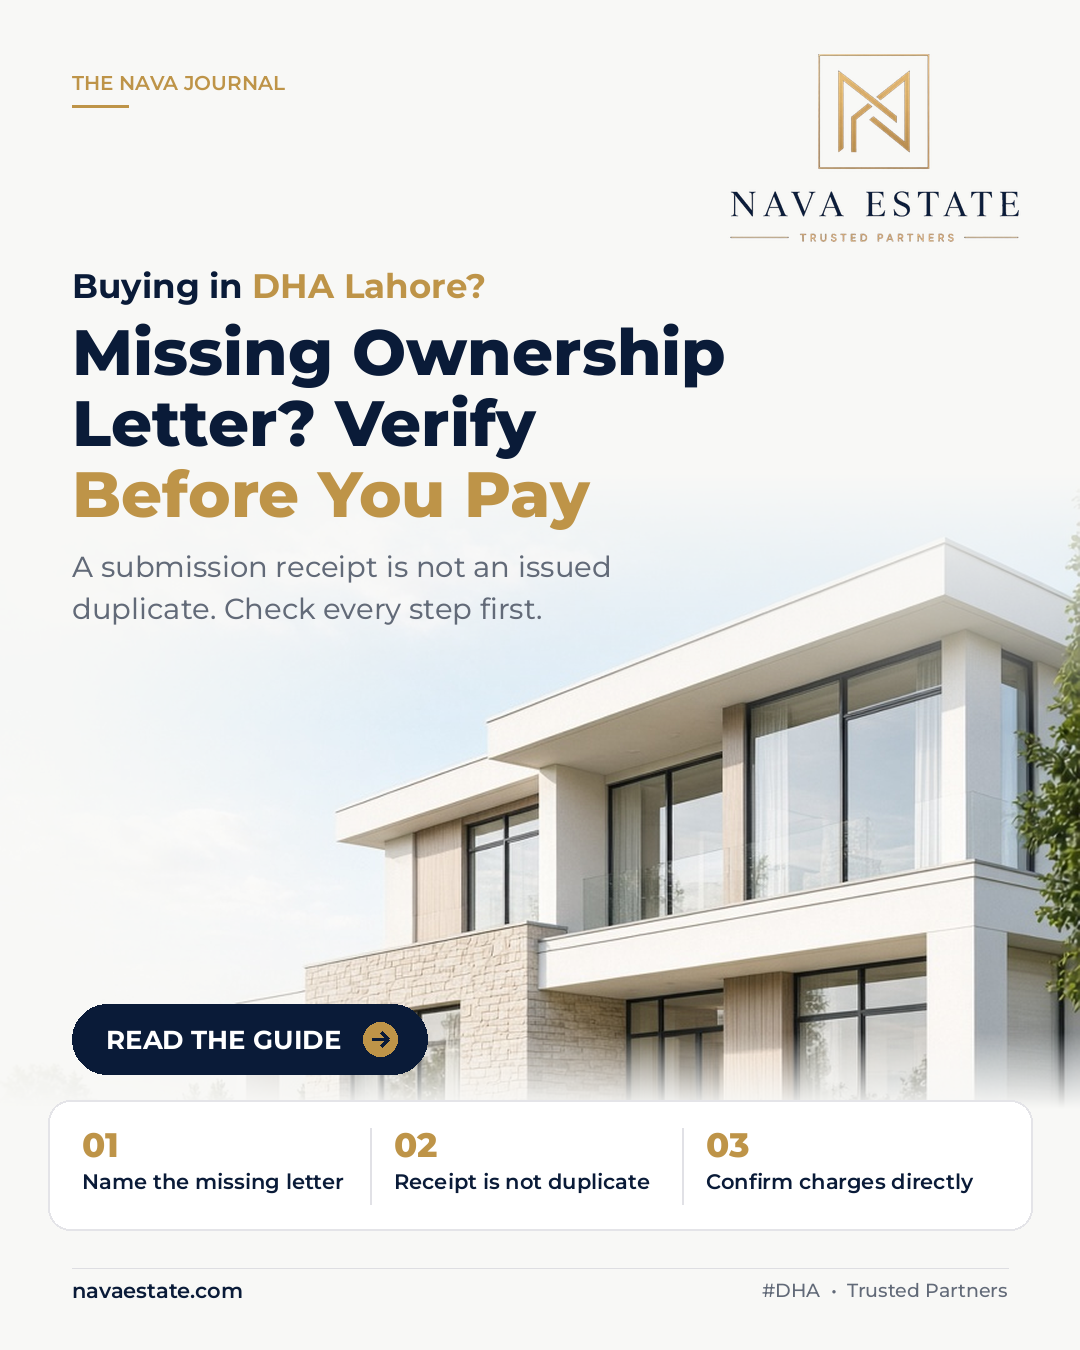 THE NAVA JOURNAL
NAVA ESTATE
TRUSTED PARTNERS
Buying in DHA Lahore?
Missing Ownership
Letter? Verify
Before You Pay
A submission receipt is not an issued
duplicate. Check every step first.
READ THE GUIDE
01
Name the missing letter
02
Receipt is not duplicate
03
Confirm charges directly
navaestate.com
#DHA • Trusted Partners